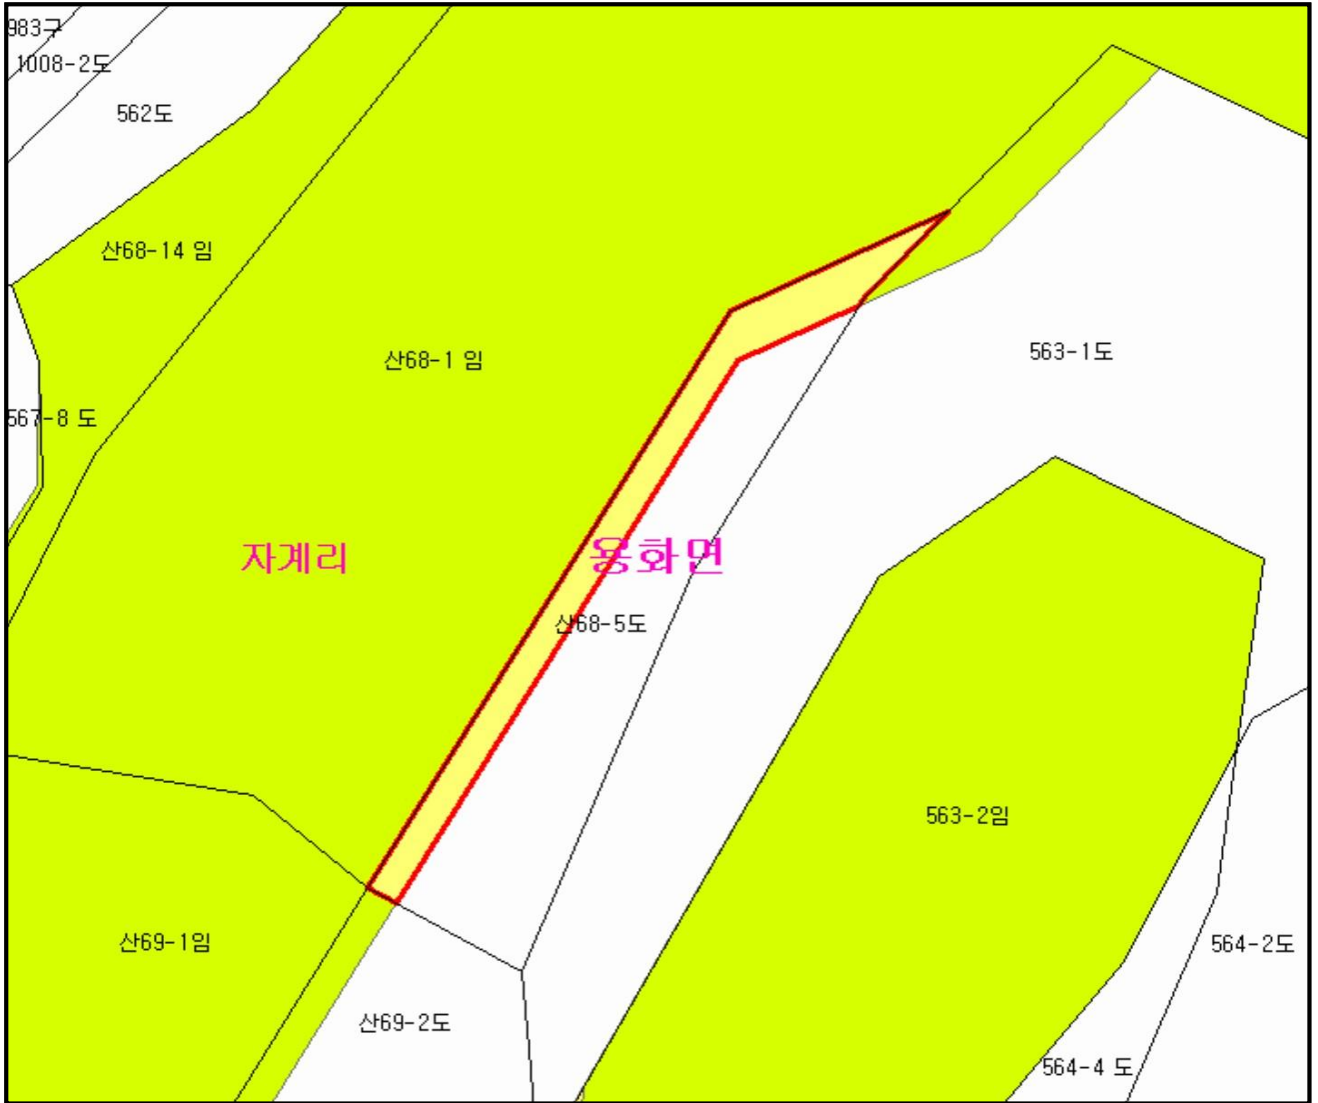 983구
1008-2도
562도
산68-14 임
산68-1 임
563-1도
567-8 도
자계리
용화면
산68-5도
563-2임
산69-1임
564-2도
산69-2도
564-4 도